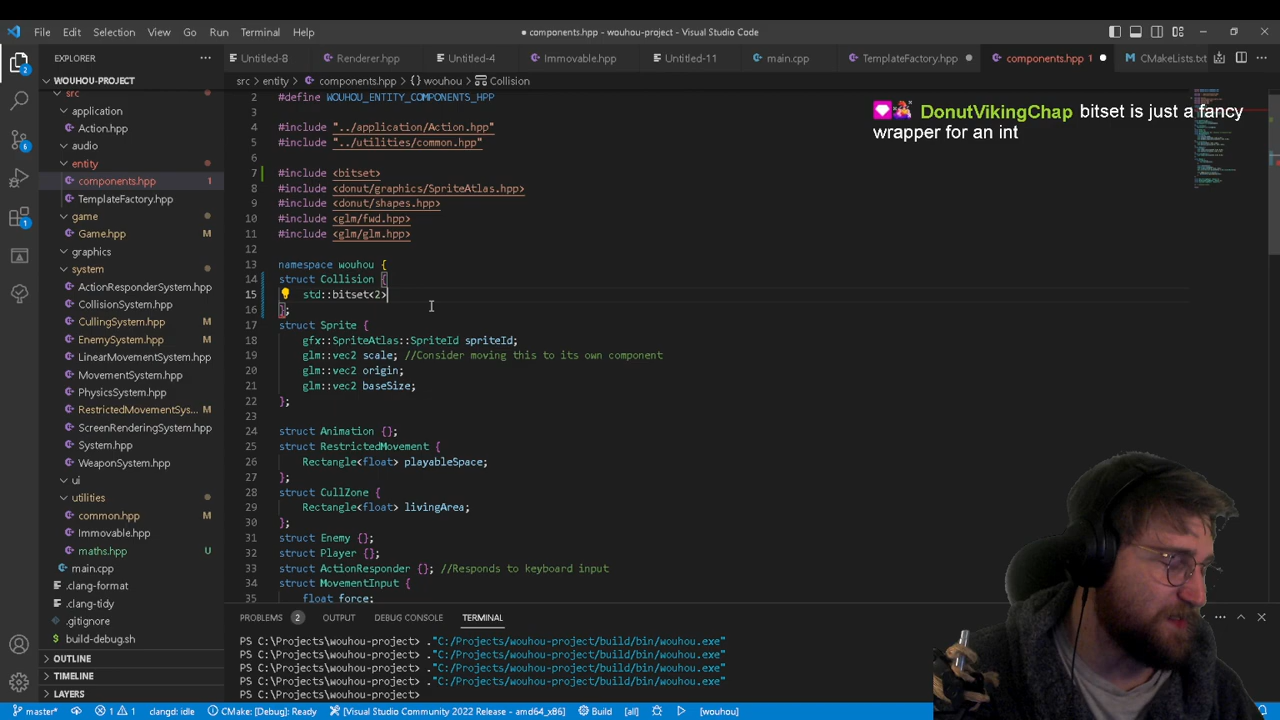 File Edit Selection View Go Run Terminal Help
● components.hpp - wouhou-project - Visual Studio Code
EXPLORER ···
Untitled-8 Renderer.hpp Untitled-4 Immovable.hpp Untitled-11 main.cpp TemplateFactory.hpp components.hpp 1 CMakeLists.txt
src > entity > components.hpp > {} wouhou > Collision
DonutVikingChap bitset is just a fancy
wrapper for an int
WOUHOU-PROJECT
src
application
Action.hpp
audio
entity
components.hpp 1
TemplateFactory.hpp
game
Game.hpp M
graphics
system
ActionResponderSystem.hpp
CollisionSystem.hpp
CullingSystem.hpp M
EnemySystem.hpp M
LinearMovementSystem.hpp
MovementSystem.hpp
PhysicsSystem.hpp
RestrictedMovementSys... M
ScreenRenderingSystem.hpp
System.hpp
WeaponSystem.hpp
ui
utilities
common.hpp M
Immovable.hpp
maths.hpp U
main.cpp
.clang-format
.clang-tidy
.gitignore
build-debug.sh
OUTLINE
TIMELINE
LAYERS
2 #define WOUHOU_ENTITY_COMPONENTS_HPP
3
4 #include "../application/Action.hpp"
5 #include "../utilities/common.hpp"
6
7 #include <bitset>
8 #include <donut/graphics/SpriteAtlas.hpp>
9 #include <donut/shapes.hpp>
10 #include <glm/fwd.hpp>
11 #include <glm/glm.hpp>
12
13 namespace wouhou {
14 struct Collision {
15 std::bitset<2>
16 };
17 struct Sprite {
18 gfx::SpriteAtlas::SpriteId spriteId;
19 glm::vec2 scale; //Consider moving this to its own component
20 glm::vec2 origin;
21 glm::vec2 baseSize;
22 };
23
24 struct Animation {};
25 struct RestrictedMovement {
26 Rectangle<float> playableSpace;
27 };
28 struct CullZone {
29 Rectangle<float> livingArea;
30 };
31 struct Enemy {};
32 struct Player {};
33 struct ActionResponder {}; //Responds to keyboard input
34 struct MovementInput {
35 float force;
PROBLEMS 2 OUTPUT DEBUG CONSOLE TERMINAL
PS C:\Projects\wouhou-project> ."C:/Projects/wouhou-project/build/bin/wouhou.exe"
PS C:\Projects\wouhou-project> ."C:/Projects/wouhou-project/build/bin/wouhou.exe"
PS C:\Projects\wouhou-project> ."C:/Projects/wouhou-project/build/bin/wouhou.exe"
PS C:\Projects\wouhou-project> ."C:/Projects/wouhou-project/build/bin/wouhou.exe"
PS C:\Projects\wouhou-project>
master* 1 1 clangd: idle CMake: [Debug]: Ready [Visual Studio Community 2022 Release - amd64_x86] Build [all] [wouhou]